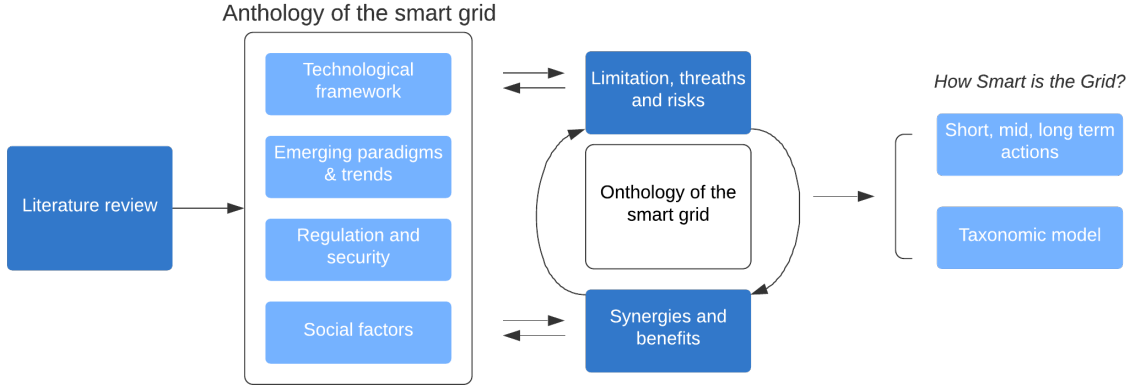 Anthology of the smart grid
Literature review
Technological
framework
Emerging paradigms
& trends
Regulation and
security
Social factors
Limitation, threaths
and risks
Onthology of the
smart grid
Synergies and
benefits
How Smart is the Grid?
Short, mid, long term
actions
Taxonomic model